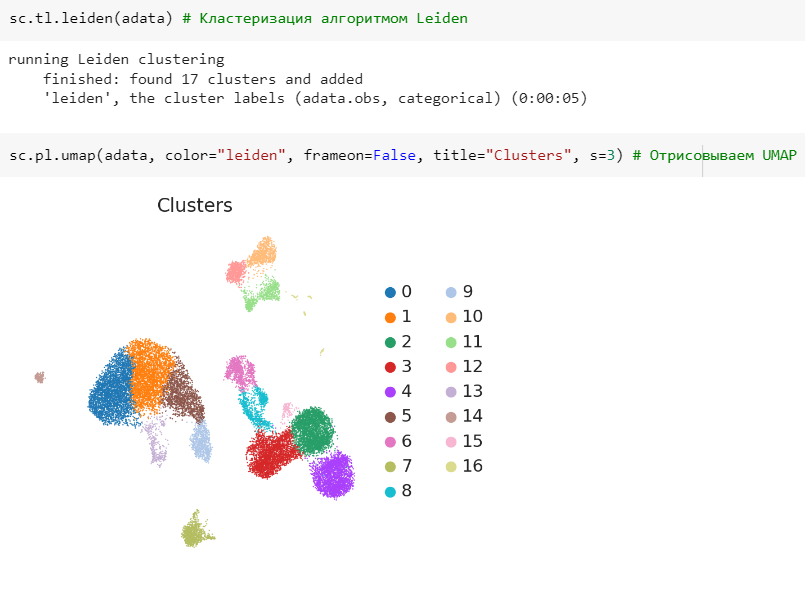 sc.tl.leiden(adata) # Кластеризация алгоритмом Leiden
running Leiden clustering
    finished: found 17 clusters and added
    'leiden', the cluster labels (adata.obs, categorical) (0:00:05)
sc.pl.umap(adata, color="leiden", frameon=False, title="Clusters", s=3) # Отрисовываем UMAP
Clusters
0 9
1 10
2 11
3 12
4 13
5 14
6 15
7 16
8